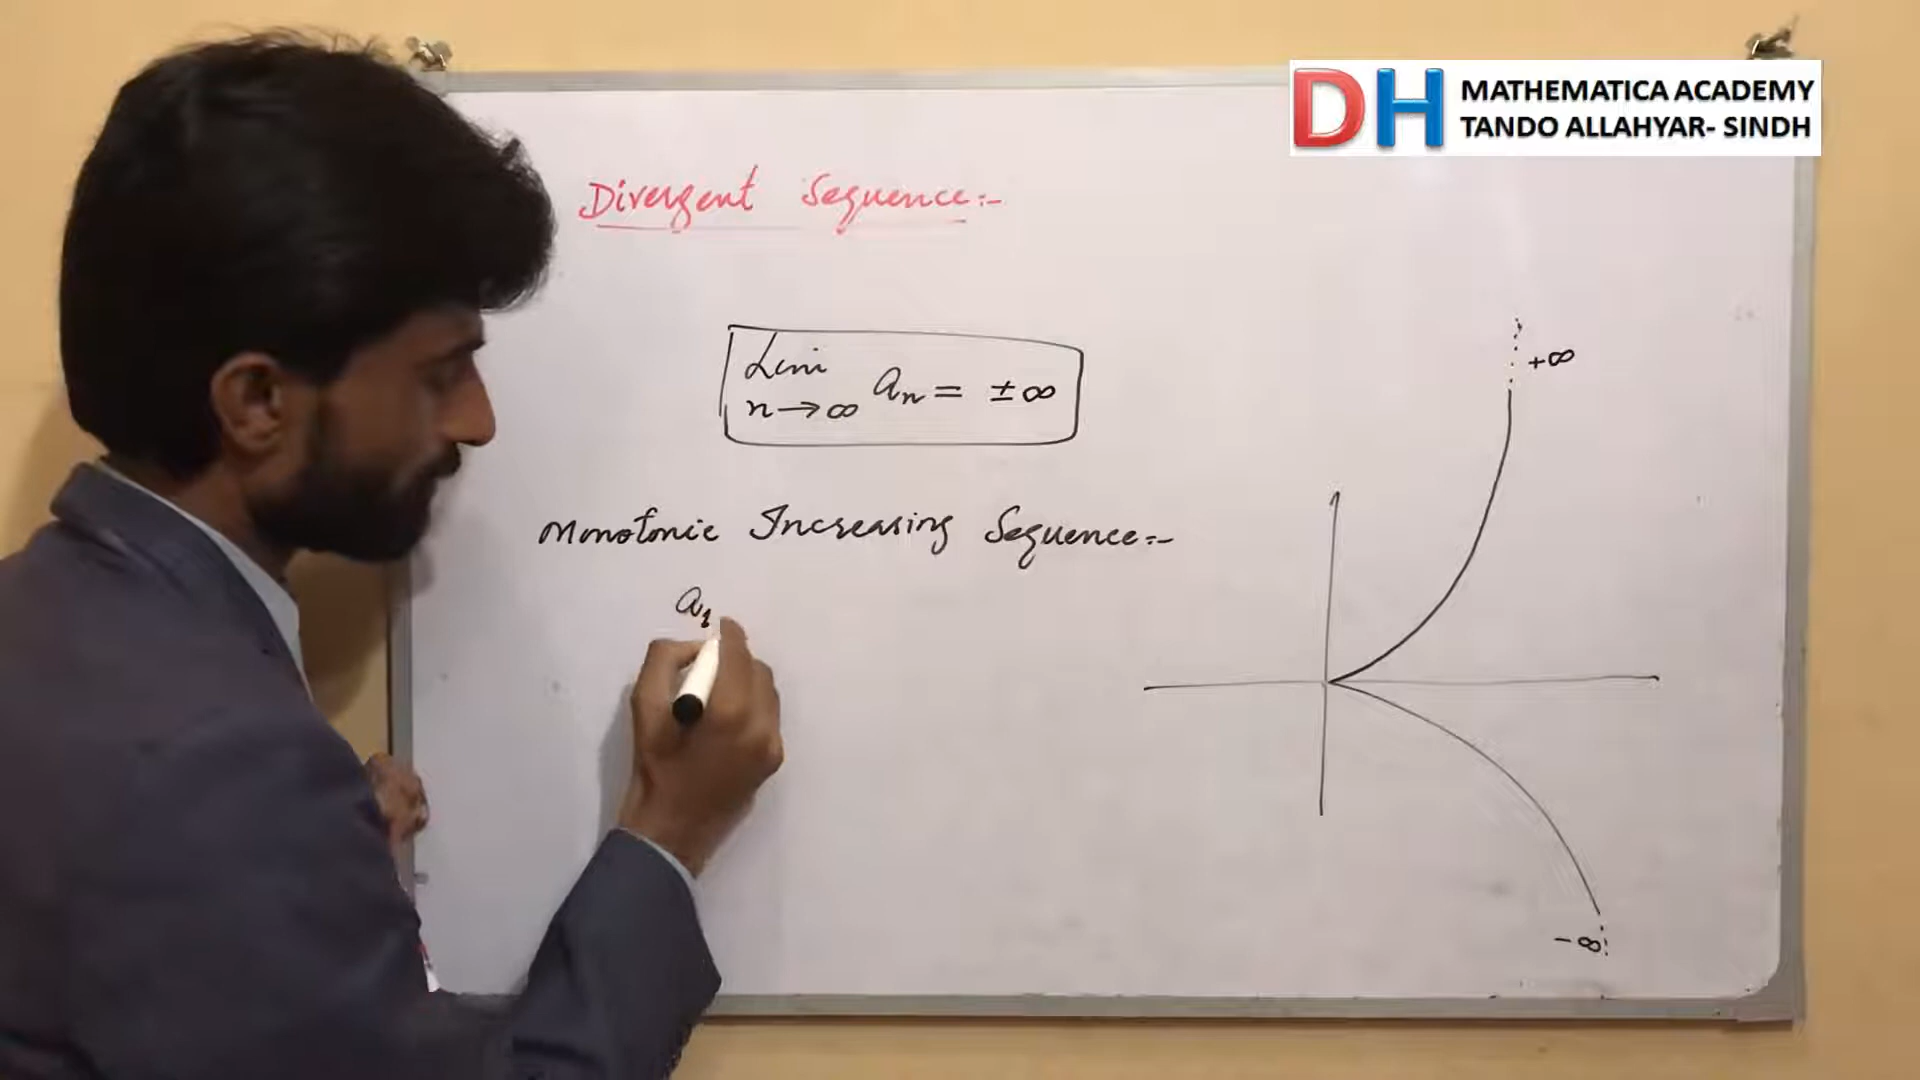 DH MATHEMATICA ACADEMY
TANDO ALLAHYAR- SINDH
Divergent Sequence:-
Lim
n→∞ an = ±∞
+∞
Monotonic Increasing Sequence:-
a1
-∞